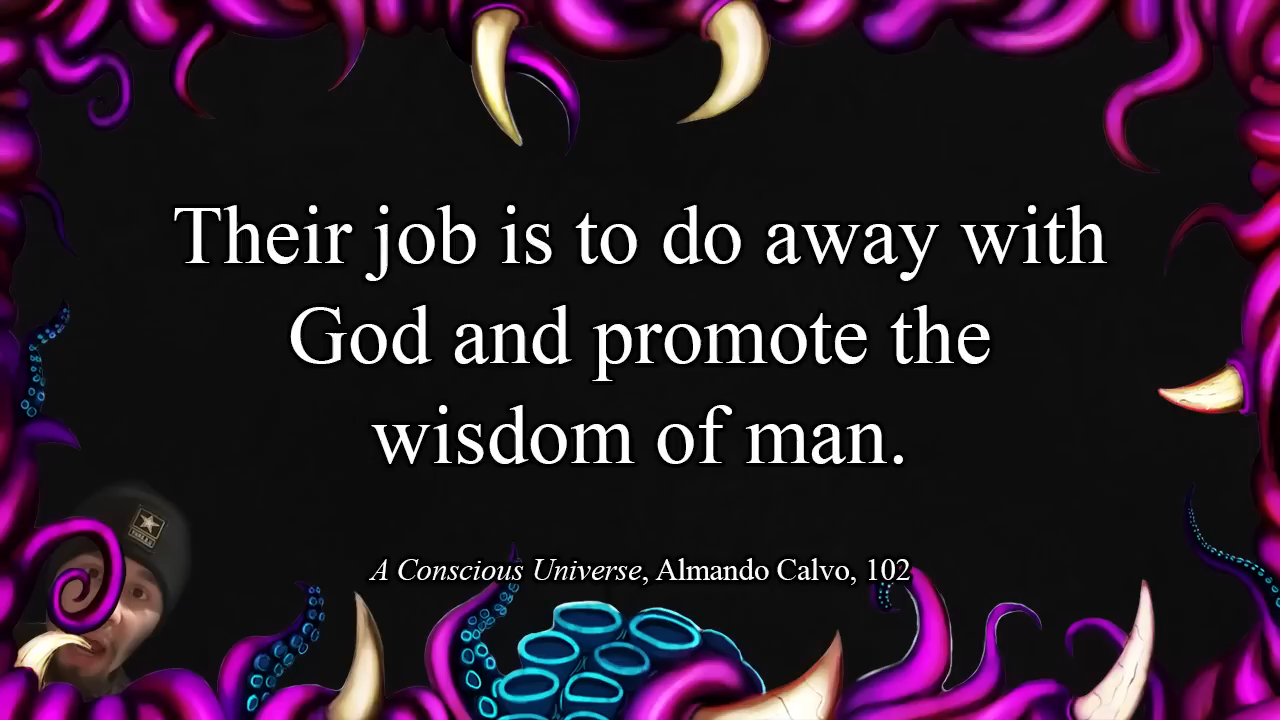 Their job is to do away with
God and promote the
wisdom of man.
A Conscious Universe, Almando Calvo, 102